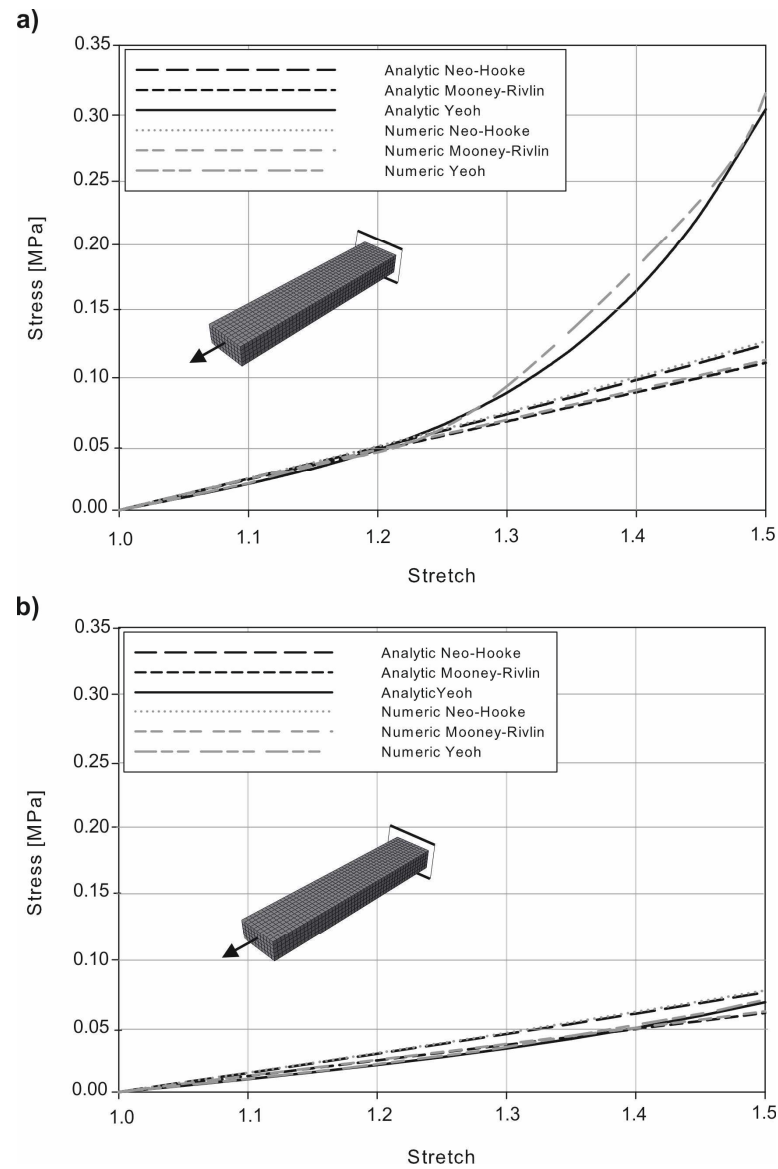 a)
0.35
0.30
0.25
0.20
0.15
0.10
0.05
0.00
Stress [MPa]
Analytic Neo-Hooke
Analytic Mooney-Rivlin
Analytic Yeoh
Numeric Neo-Hooke
Numeric Mooney-Rivlin
Numeric Yeoh
1.0 1.1 1.2 1.3 1.4 1.5
Stretch
b)
0.35
0.30
0.25
0.20
0.15
0.10
0.05
0.00
Stress [MPa]
Analytic Neo-Hooke
Analytic Mooney-Rivlin
AnalyticYeoh
Numeric Neo-Hooke
Numeric Mooney-Rivlin
Numeric Yeoh
1.0 1.1 1.2 1.3 1.4 1.5
Stretch